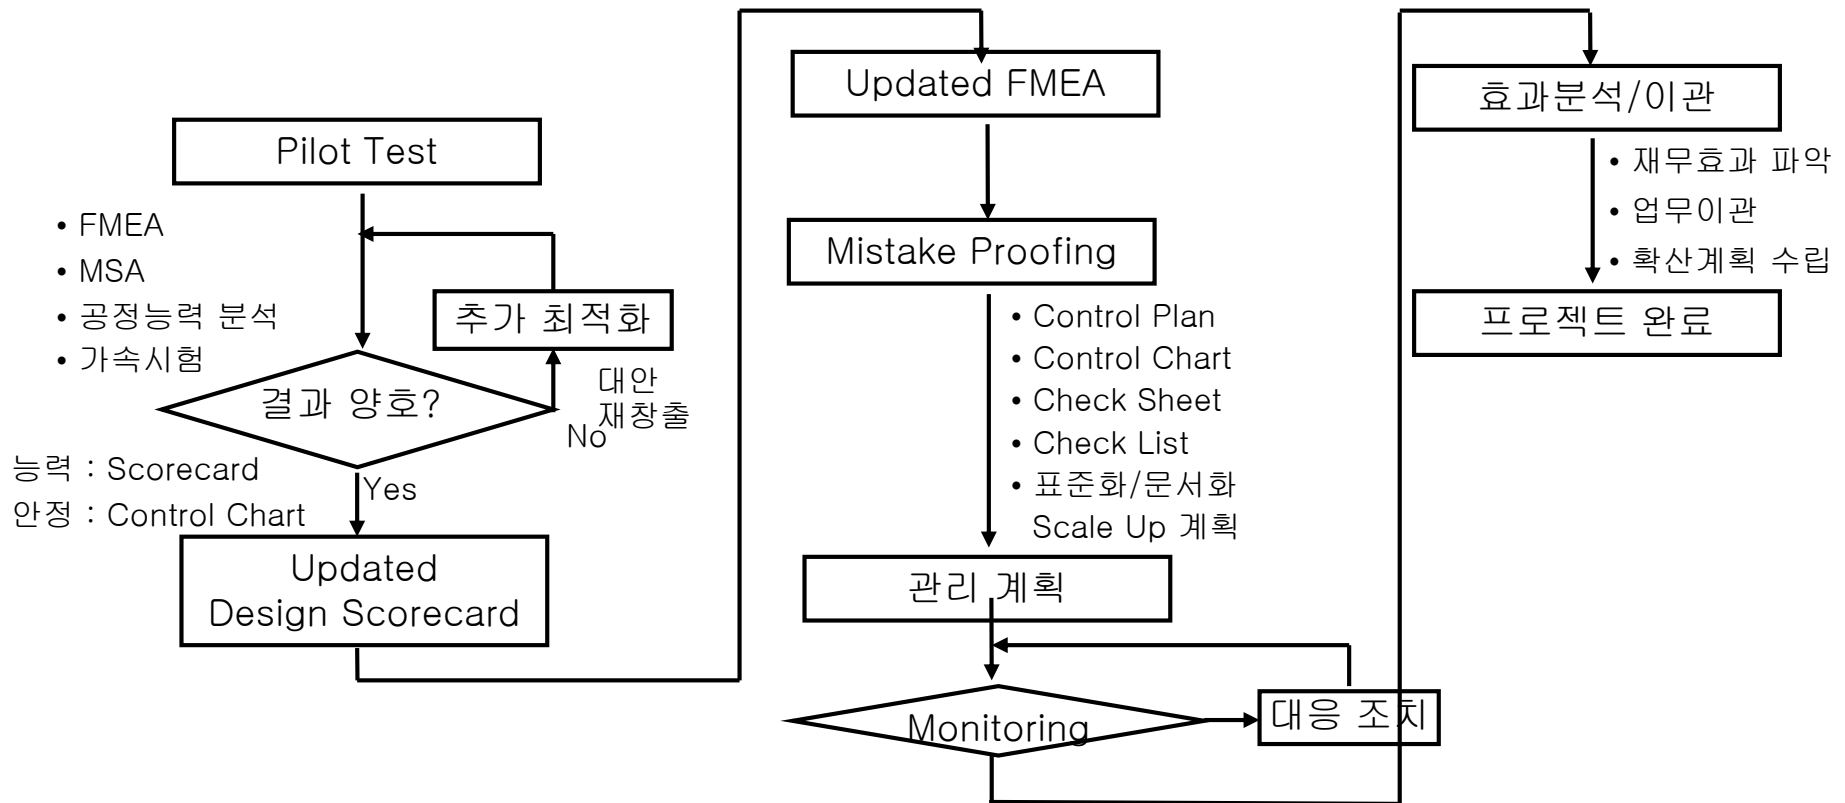 Pilot Test
• FMEA
• MSA
• 공정능력 분석
• 가속시험
추가 최적화
결과 양호?
대안
재창출
No
능력 : Scorecard
안정 : Control Chart
Yes
Updated
Design Scorecard
Updated FMEA
Mistake Proofing
• Control Plan
• Control Chart
• Check Sheet
• Check List
• 표준화/문서화
Scale Up 계획
관리 계획
Monitoring
대응 조치
효과분석/이관
• 재무효과 파악
• 업무이관
• 확산계획 수립
프로젝트 완료